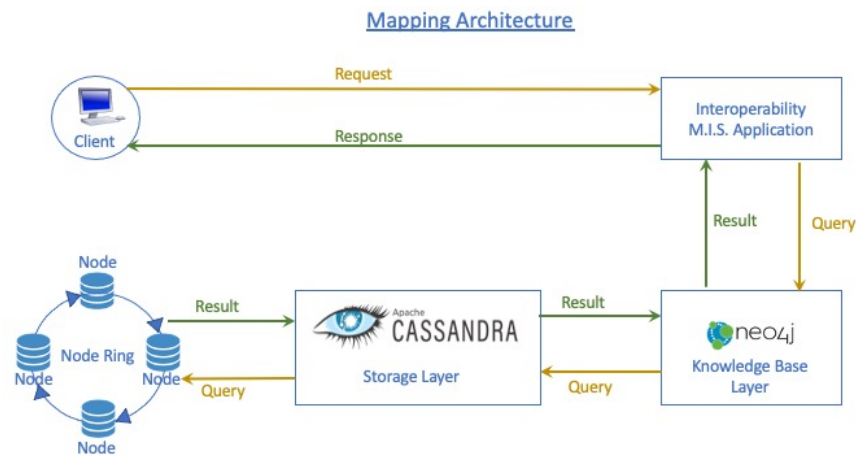 Mapping Architecture
Request
Client
Interoperability
M.I.S. Application
Response
Result
Query
Node
Result
Apache
CASSANDRA
Result
neo4j
Node Ring
Node
Node
Query
Storage Layer
Query
Knowledge Base
Layer
Node